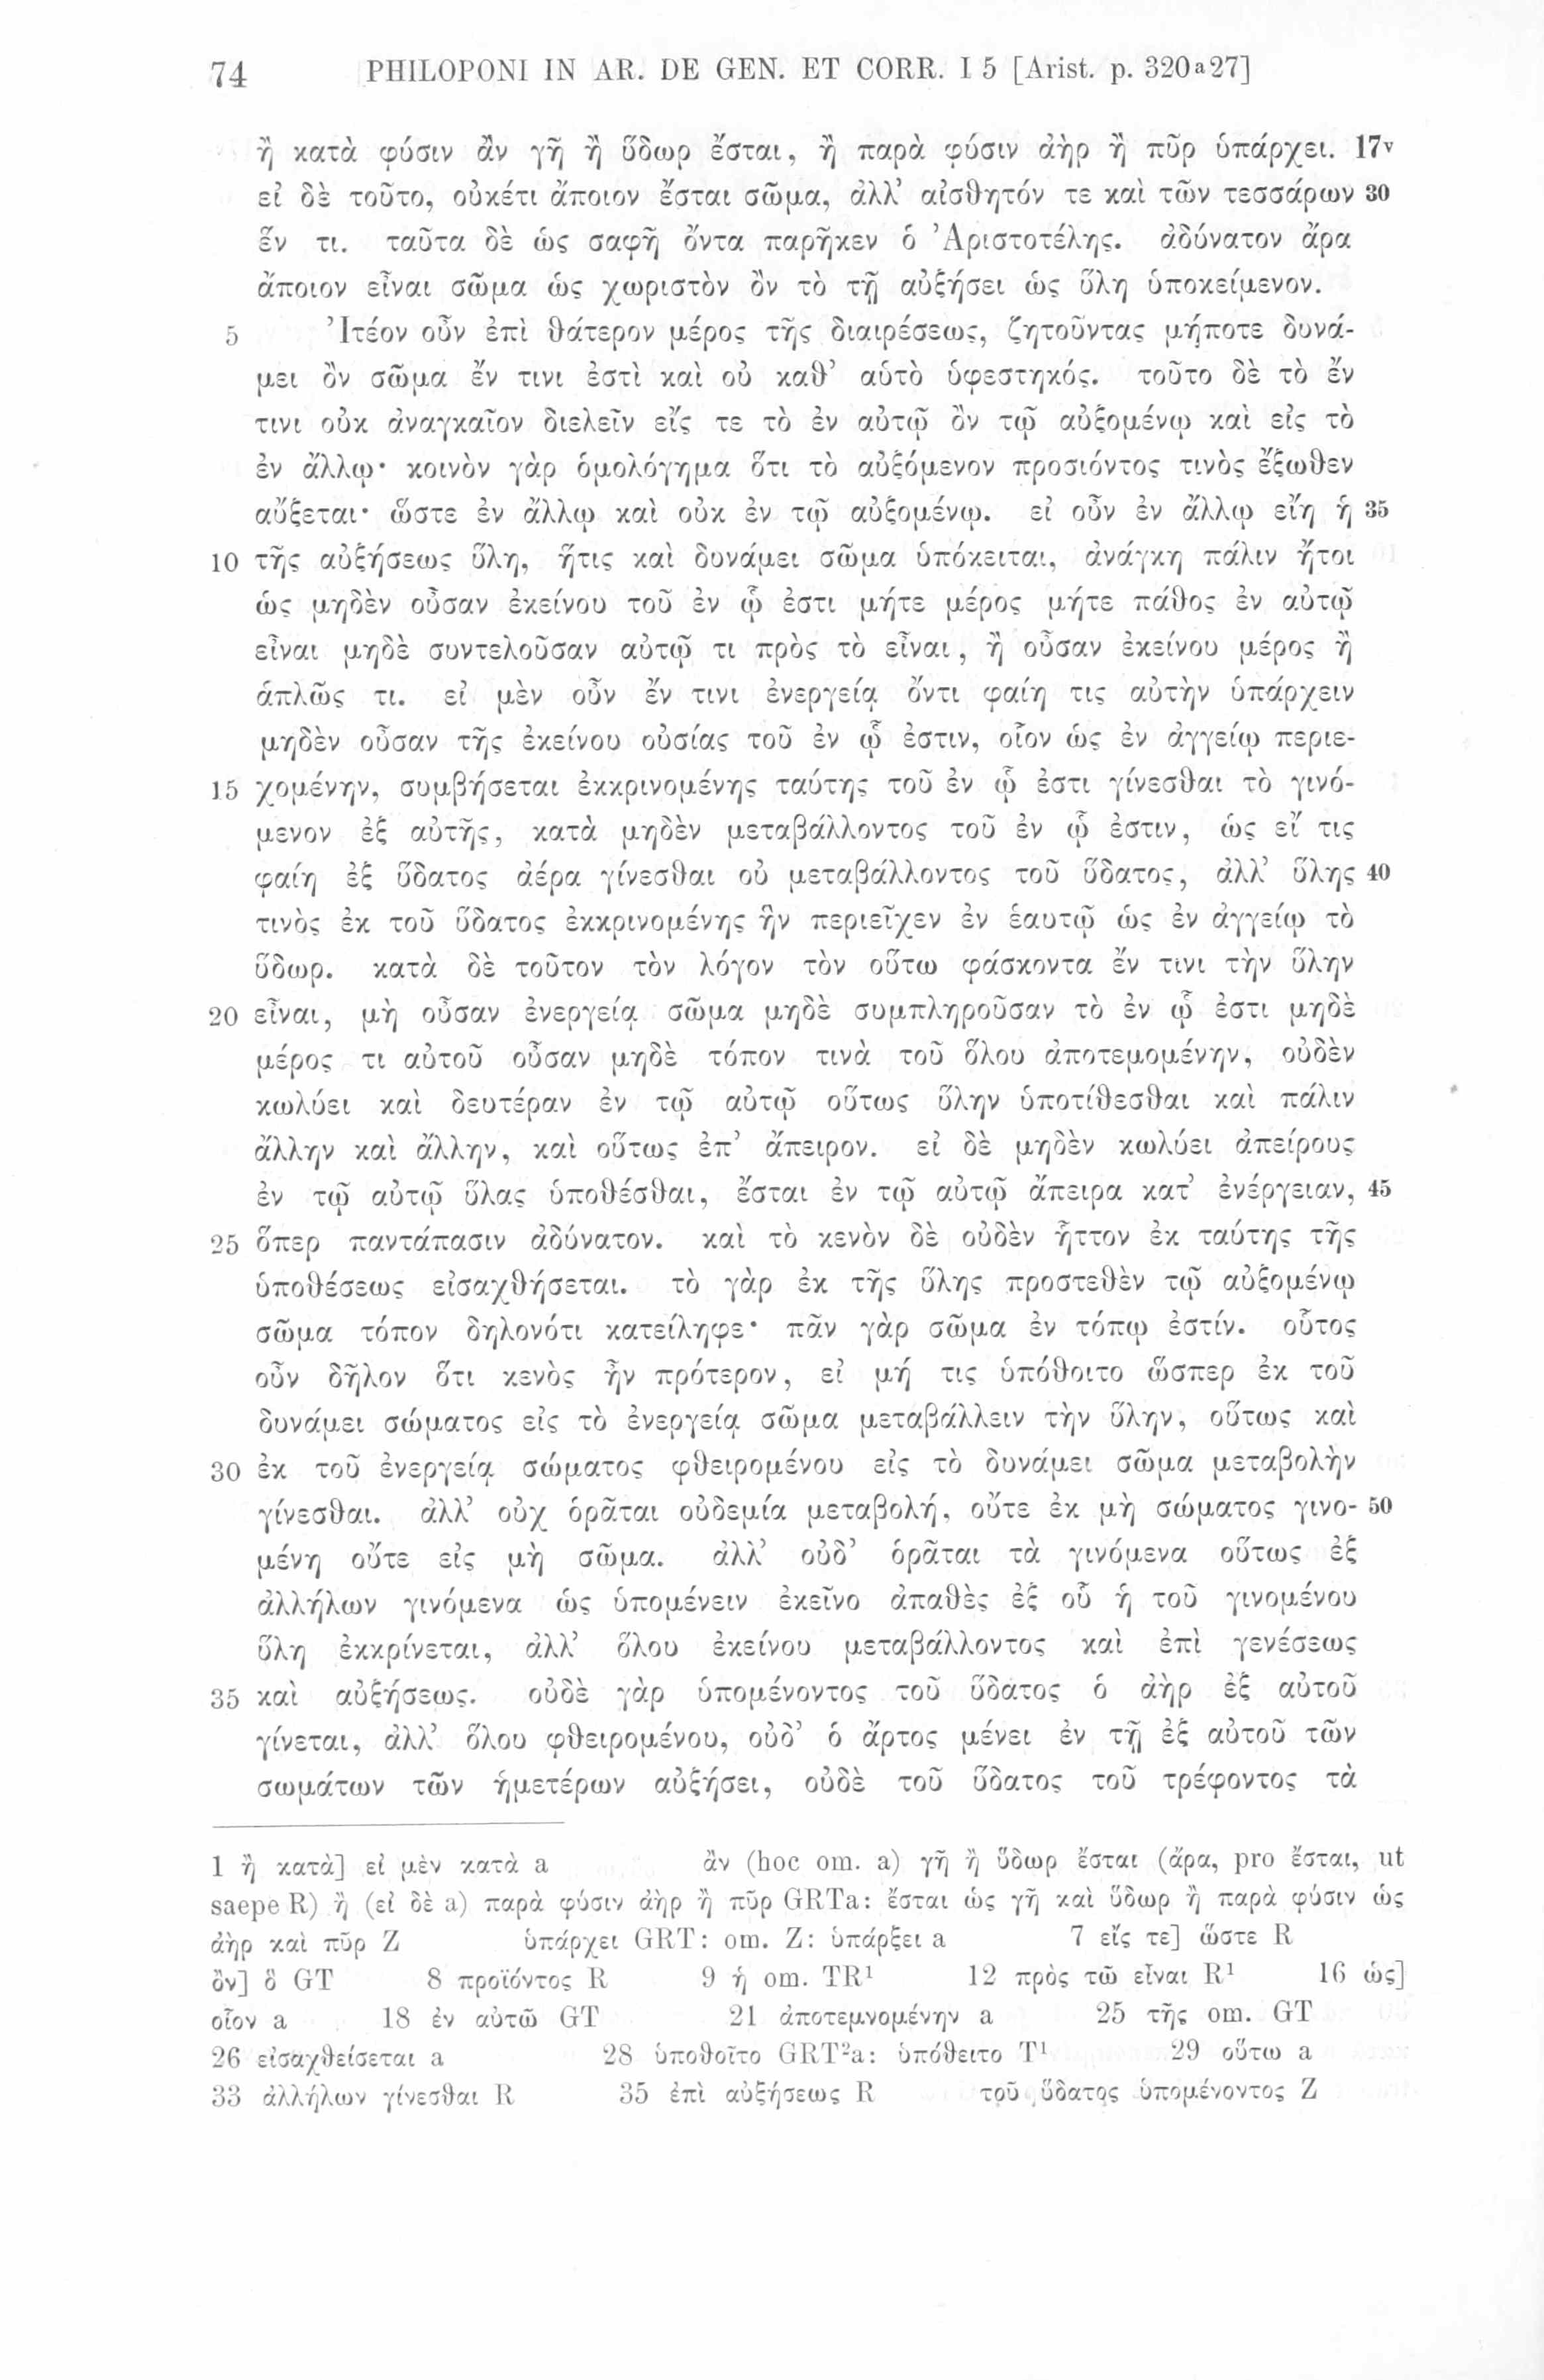 74 PHILOPONI IN AR. DE GEN. ET CORR. I 5 [Arist. p. 320a27]
ἢ κατὰ φύσιν ἂν γῆ ἢ ὕδωρ ἔσται, ἢ παρὰ φύσιν ἀὴρ ἢ πῦρ ὑπάρχει. 17v
εἰ δὲ τοῦτο, οὐκέτι ἄποιον ἔσται σῶμα, ἀλλ’ αἰσθητόν τε καὶ τῶν τεσσάρων 30
ἕν τι. ταῦτα δὲ ὡς σαφῆ ὄντα παρῆκεν ὁ Ἀριστοτέλης. ἀδύνατον ἄρα
ἄποιον εἶναι σῶμα ὡς χωριστὸν ὂν τὸ τῇ αὐξήσει ὡς ὕλη ὑποκείμενον.
5 Ἰτέον οὖν ἐπὶ θάτερον μέρος τῆς διαιρέσεως, ζητοῦντας μήποτε δυνά-
μει ὂν σῶμα ἔν τινι ἐστὶ καὶ οὐ καθ’ αὑτὸ ὑφεστηκός. τοῦτο δὲ τὸ ἔν
τινι οὐκ ἀναγκαῖον διελεῖν εἴς τε τὸ ἐν αὐτῷ ὂν τῷ αὐξομένῳ καὶ εἰς τὸ
ἐν ἄλλῳ· κοινὸν γὰρ ὁμολόγημα ὅτι τὸ αὐξόμενον προσιόντος τινὸς ἔξωθεν
αὔξεται· ὥστε ἐν ἄλλῳ καὶ οὐκ ἐν τῷ αὐξομένῳ. εἰ οὖν ἐν ἄλλῳ εἴη ἡ 35
10 τῆς αὐξήσεως ὕλη, ἥτις καὶ δυνάμει σῶμα ὑπόκειται, ἀνάγκη πάλιν ἤτοι
ὡς μηδὲν οὖσαν ἐκείνου τοῦ ἐν ᾧ ἐστι μήτε μέρος μήτε πάθος ἐν αὐτῷ
εἶναι μηδὲ συντελοῦσαν αὐτῷ τι πρὸς τὸ εἶναι, ἢ οὖσαν ἐκείνου μέρος ἢ
ἁπλῶς τι. εἰ μὲν οὖν ἔν τινι ἐνεργείᾳ ὄντι φαίη τις αὐτὴν ὑπάρχειν
μηδὲν οὖσαν τῆς ἐκείνου οὐσίας τοῦ ἐν ᾧ ἐστιν, οἷον ὡς ἐν ἀγγείῳ περιε-
15 χομένην, συμβήσεται ἐκκρινομένης ταύτης τοῦ ἐν ᾧ ἐστι γίνεσθαι τὸ γινό-
μενον ἐξ αὐτῆς, κατὰ μηδὲν μεταβάλλοντος τοῦ ἐν ᾧ ἐστιν, ὡς εἴ τις
φαίη ἐξ ὕδατος ἀέρα γίνεσθαι οὐ μεταβάλλοντος τοῦ ὕδατος, ἀλλ’ ὕλης 40
τινὸς ἐκ τοῦ ὕδατος ἐκκρινομένης ἣν περιεῖχεν ἐν ἑαυτῷ ὡς ἐν ἀγγείῳ τὸ
ὕδωρ. κατὰ δὲ τοῦτον τὸν λόγον τὸν οὕτω φάσκοντα ἔν τινι τὴν ὕλην
20 εἶναι, μὴ οὖσαν ἐνεργείᾳ σῶμα μηδὲ συμπληροῦσαν τὸ ἐν ᾧ ἐστι μηδὲ
μέρος τι αὐτοῦ οὖσαν μηδὲ τόπον τινὰ τοῦ ὅλου ἀποτεμομένην, οὐδὲν
κωλύει καὶ δευτέραν ἐν τῷ αὐτῷ οὕτως ὕλην ὑποτίθεσθαι καὶ πάλιν
ἄλλην καὶ ἄλλην, καὶ οὕτως ἐπ’ ἄπειρον. εἰ δὲ μηδὲν κωλύει ἀπείρους
ἐν τῷ αὐτῷ ὕλας ὑποθέσθαι, ἔσται ἐν τῷ αὐτῷ ἄπειρα κατ’ ἐνέργειαν, 45
25 ὅπερ παντάπασιν ἀδύνατον. καὶ τὸ κενὸν δὲ οὐδὲν ἧττον ἐκ ταύτης τῆς
ὑποθέσεως εἰσαχθήσεται. τὸ γὰρ ἐκ τῆς ὕλης προστεθὲν τῷ αὐξομένῳ
σῶμα τόπον δηλονότι κατείληφε· πᾶν γὰρ σῶμα ἐν τόπῳ ἐστίν. οὗτος
οὖν δῆλον ὅτι κενὸς ἦν πρότερον, εἰ μή τις ὑπόθοιτο ὥσπερ ἐκ τοῦ
δυνάμει σώματος εἰς τὸ ἐνεργείᾳ σῶμα μεταβάλλειν τὴν ὕλην, οὕτως καὶ
30 ἐκ τοῦ ἐνεργείᾳ σώματος φθειρομένου εἰς τὸ δυνάμει σῶμα μεταβολὴν
γίνεσθαι. ἀλλ’ οὐχ ὁρᾶται οὐδεμία μεταβολή, οὔτε ἐκ μὴ σώματος γινο- 50
μένη οὔτε εἰς μὴ σῶμα. ἀλλ’ οὐδ’ ὁρᾶται τὰ γινόμενα οὕτως ἐξ
ἀλλήλων γινόμενα ὡς ὑπομένειν ἐκεῖνο ἀπαθὲς ἐξ οὗ ἡ τοῦ γινομένου
ὕλη ἐκκρίνεται, ἀλλ’ ὅλου ἐκείνου μεταβάλλοντος καὶ ἐπὶ γενέσεως
35 καὶ αὐξήσεως. οὐδὲ γὰρ ὑπομένοντος τοῦ ὕδατος ὁ ἀὴρ ἐξ αὐτοῦ
γίνεται, ἀλλ’ ὅλου φθειρομένου, οὐδ’ ὁ ἄρτος μένει ἐν τῇ ἐξ αὐτοῦ τῶν
σωμάτων τῶν ἡμετέρων αὐξήσει, οὐδὲ τοῦ ὕδατος τοῦ τρέφοντος τὰ
1 ἢ κατὰ] εἰ μὲν κατὰ a ἂν (hoc om. a) γῆ ἢ ὕδωρ ἔσται (ἄρα, pro ἔσται, ut
saepe R) ἢ (εἰ δὲ a) παρὰ φύσιν ἀὴρ ἢ πῦρ GRTa: ἔσται ὡς γῆ καὶ ὕδωρ ἢ παρὰ φύσιν ὡς
ἀὴρ καὶ πῦρ Z ὑπάρχει GRT: om. Z: ὑπάρξει a 7 εἴς τε] ὥστε R
ὂν] ὃ GT 8 προϊόντος R 9 ἡ om. TR¹ 12 πρὸς τῶ εἶναι R¹ 16 ὡς]
οἷον a 18 ἐν αὐτῶ GT 21 ἀποτεμνομένην a 25 τῆς om. GT
26 εἰσαχθείσεται a 28 ὑποθοῖτο GRT²a: ὑπόθειτο T¹ 29 οὕτω a
33 ἀλλήλων γίνεσθαι R 35 ἐπὶ αὐξήσεως R τοῦ ὕδατος ὑπομένοντος Z